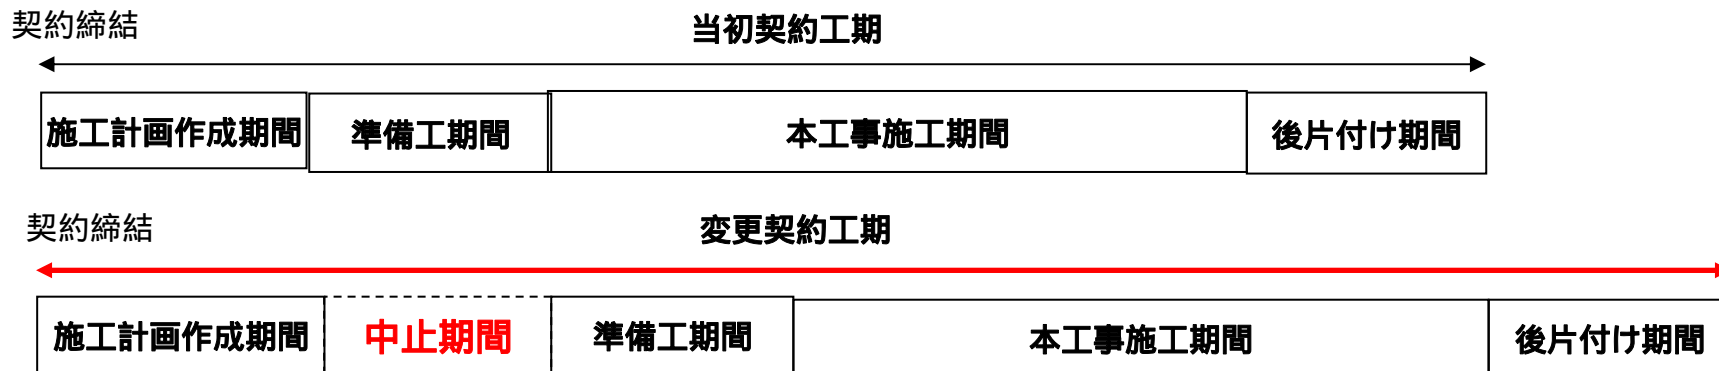 契約締結
当初契約工期
施工計画作成期間
準備工期間
本工事施工期間
後片付け期間
契約締結
変更契約工期
施工計画作成期間
中止期間
準備工期間
本工事施工期間
後片付け期間